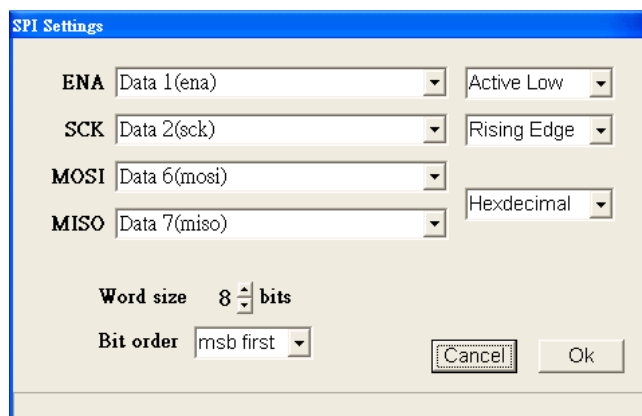 SPI Settings
ENA Data 1(ena) Active Low
SCK Data 2(sck) Rising Edge
MOSI Data 6(mosi)
Hexdecimal
MISO Data 7(miso)
Word size 8 bits
Bit order msb first
Cancel Ok